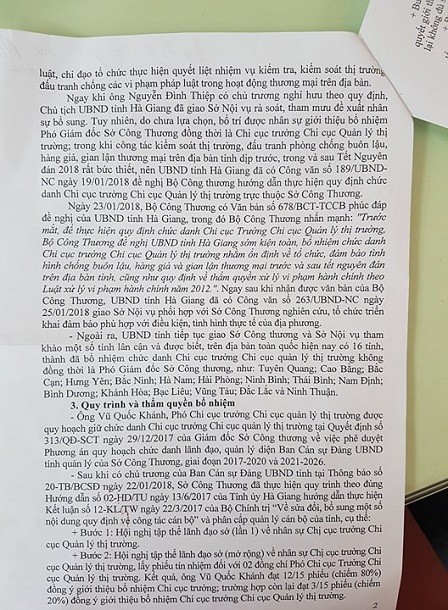 luật, chỉ đạo tổ chức thực hiện quyết liệt nhiệm vụ kiểm tra, kiểm soát thị trường,
đấu tranh chống các vi phạm pháp luật trong hoạt động thương mại trên địa bàn.
Ngay khi ông Nguyễn Đình Thiệp có chủ trương nghỉ hưu theo quy định,
Chủ tịch UBND tỉnh Hà Giang đã giao Sở Nội vụ rà soát, tham mưu đề xuất nhân
sự bổ sung. Tuy nhiên, do chưa lựa chọn, bố trí được nhân sự giới thiệu bổ nhiệm
Phó Giám đốc Sở Công Thương đồng thời là Chi cục trưởng Chi cục Quản lý thị
trường; trong khi công tác kiểm soát thị trường, đấu tranh phòng chống buôn lậu,
hàng giả, gian lận thương mại trên địa bàn tỉnh dịp trước, trong và sau Tết Nguyên
đán 2018 rất bức thiết, nên UBND tỉnh Hà Giang đã có Công văn số 189/UBND-
NC ngày 19/01/2018 đề nghị Bộ Công thương hướng dẫn thực hiện quy định chức
danh Chi cục trưởng Chi cục Quản lý thị trường trực thuộc Sở Công Thương.
Ngày 23/01/2018, Bộ Công Thương có Văn bản số 678/BCT-TCCB phúc đáp
đề nghị của UBND tỉnh Hà Giang, trong đó Bộ Công Thương nhấn mạnh: "Trước
mắt, để thực hiện quy định chức danh Chi cục Trưởng Chi cục Quản lý thị trường,
Bộ Công Thương đề nghị UBND tỉnh Hà Giang sớm kiện toàn, bổ nhiệm chức danh
Chi cục trưởng Chi cục Quản lý thị trường nhằm ổn định về tổ chức, đảm bảo tình
hình chống buôn lậu, hàng giả và gian lận thương mại trước và sau tết nguyên đán
trên địa bàn tỉnh, cũng như quy định về thẩm quyền xử lý vi phạm hành chính theo
Luật xử lý vi phạm hành chính năm 2012.". Ngay sau khi nhận được văn bản của Bộ
Công Thương, UBND tỉnh Hà Giang đã có Công văn số 263/UBND-NC ngày
25/01/2018 giao Sở Nội vụ phối hợp với Sở Công Thương nghiên cứu, tổ chức triển
khai đảm bảo phù hợp với điều kiện, tình hình thực tế của địa phương.
- Ngoài ra, UBND tỉnh tiếp tục giao Sở Công Thương và Sở Nội vụ tham
khảo một số tỉnh lân cận và được biết, trên địa bàn toàn quốc hiện nay có 16 tỉnh,
thành đã bổ nhiệm chức danh Chi cục trưởng Chi cục quản lý thị trường không
đồng thời là Phó Giám đốc Sở Công thương, như: Tuyên Quang; Cao Bằng; Bắc
Cạn; Hưng Yên; Bắc Ninh; Hà Nam; Hải Phòng; Ninh Bình; Thái Bình; Nam Định;
Bình Dương; Khánh Hòa; Bạc Liêu; Vũng Tàu; Đắc Lắc và Ninh Thuận.
3. Quy trình và thẩm quyền bổ nhiệm
- Ông Vũ Quốc Khánh, Phó Chi cục trưởng Chi cục quản lý thị trường được
quy hoạch giữ chức danh Chi cục trưởng Chi cục quản lý thị trường tại Quyết định số
313/QĐ-SCT ngày 29/12/2017 của Giám đốc Sở Công thương về việc phê duyệt
Phương án quy hoạch chức danh lãnh đạo, quản lý diện Ban Cán sự Đảng UBND
tỉnh quản lý của Sở Công Thương, giai đoạn 2017-2020 và 2021-2026.
- Sau khi có chủ trương của Ban Cán sự Đảng UBND tỉnh tại Thông báo số
20-TB/BCSĐ ngày 22/01/2018, Sở Công Thương đã thực hiện quy trình theo đúng
Hướng dẫn số 02-HD/TU ngày 13/6/2017 của Tỉnh ủy Hà Giang hướng dẫn thực hiện
Kết luận số 12-KL/TW ngày 22/3/2017 của Bộ Chính trị "Về sửa đổi, bổ sung một số
nội dung quy định về công tác cán bộ" và phân cấp quản lý cán bộ của tỉnh, cụ thể:
+ Bước 1: Hội nghị tập thể lãnh đạo sở (lần 1) về nhân sự Chi cục trưởng Chi
cục Quản lý thị trường.
+ Bước 2: Hội nghị tập thể lãnh đạo sở (mở rộng) về nhân sự Chi cục trưởng Chi
cục Quản lý thị trường, lấy phiếu tín nhiệm đối với 02 đồng chí Phó Chi cục Trưởng Chi
cục Quản lý thị trường. Kết quả, ông Vũ Quốc Khánh đạt 12/15 phiếu (chiếm 80%)
đồng ý giới thiệu bổ nhiệm Chi cục trưởng; trường hợp còn lại đạt 3/15 phiếu (chiếm
20%) đồng ý giới thiệu bổ nhiệm Chi cục trưởng Chi cục Quản lý thị trường.
2